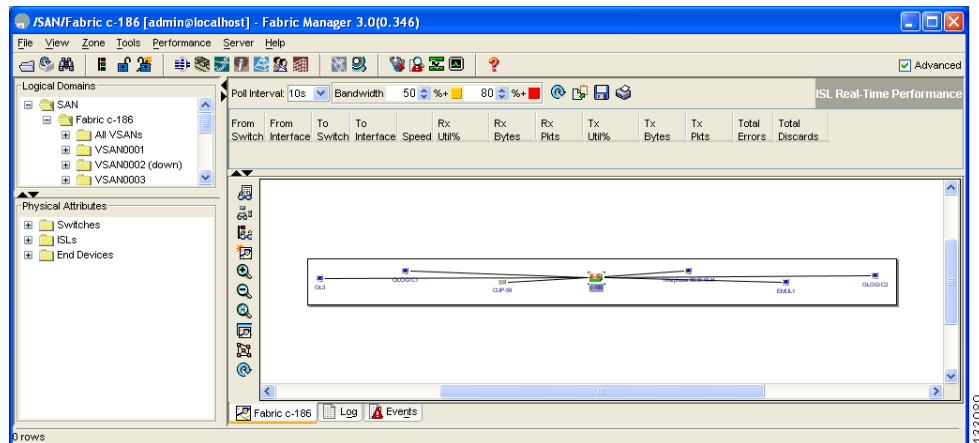 /SAN/Fabric c-186 [admin@localhost] - Fabric Manager 3.0(0.346)
File View Zone Tools Performance Server Help
Advanced
Logical Domains
SAN
Fabric c-186
All VSANs
VSAN0001
VSAN0002 (down)
VSAN0003
Physical Attributes
Switches
ISLs
End Devices
Poll Interval: 10s Bandwidth 50 %+ 80 %+
ISL Real-Time Performance
From Switch
From Interface
To Switch
To Interface
Speed
Rx Util%
Rx Bytes
Rx Pkts
Tx Util%
Tx Bytes
Tx Pkts
Total Errors
Total Discards
QL3
QLOGIC1
CUP-59
c-186
EMUL1
QLOGIC2
Fabric c-186 Log Events
0 rows